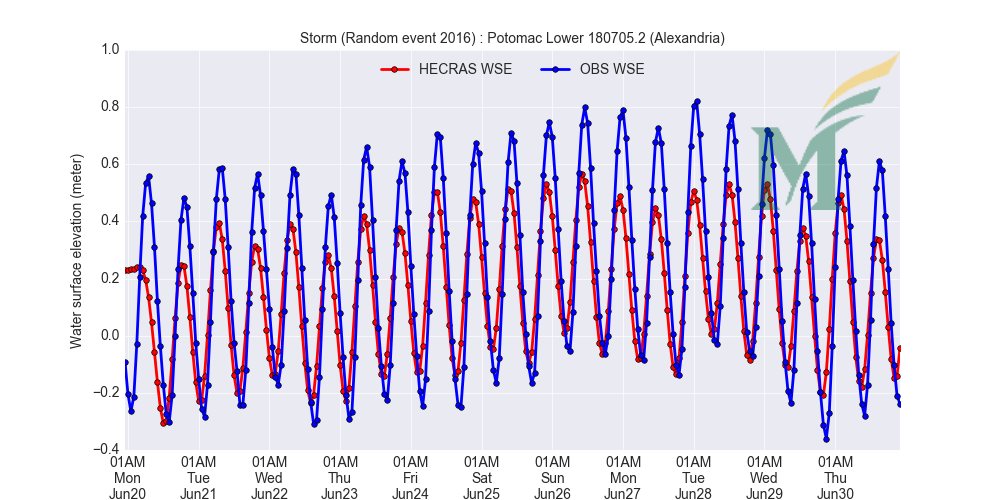 Storm (Random event 2016) : Potomac Lower 180705.2 (Alexandria)
HECRAS WSE OBS WSE
Water surface elevation (meter)
1.0
0.8
0.6
0.4
0.2
0.0
−0.2
−0.4
01AM 01AM 01AM 01AM 01AM 01AM 01AM 01AM 01AM 01AM 01AM
Mon Tue Wed Thu Fri Sat Sun Mon Tue Wed Thu
Jun20 Jun21 Jun22 Jun23 Jun24 Jun25 Jun26 Jun27 Jun28 Jun29 Jun30
M